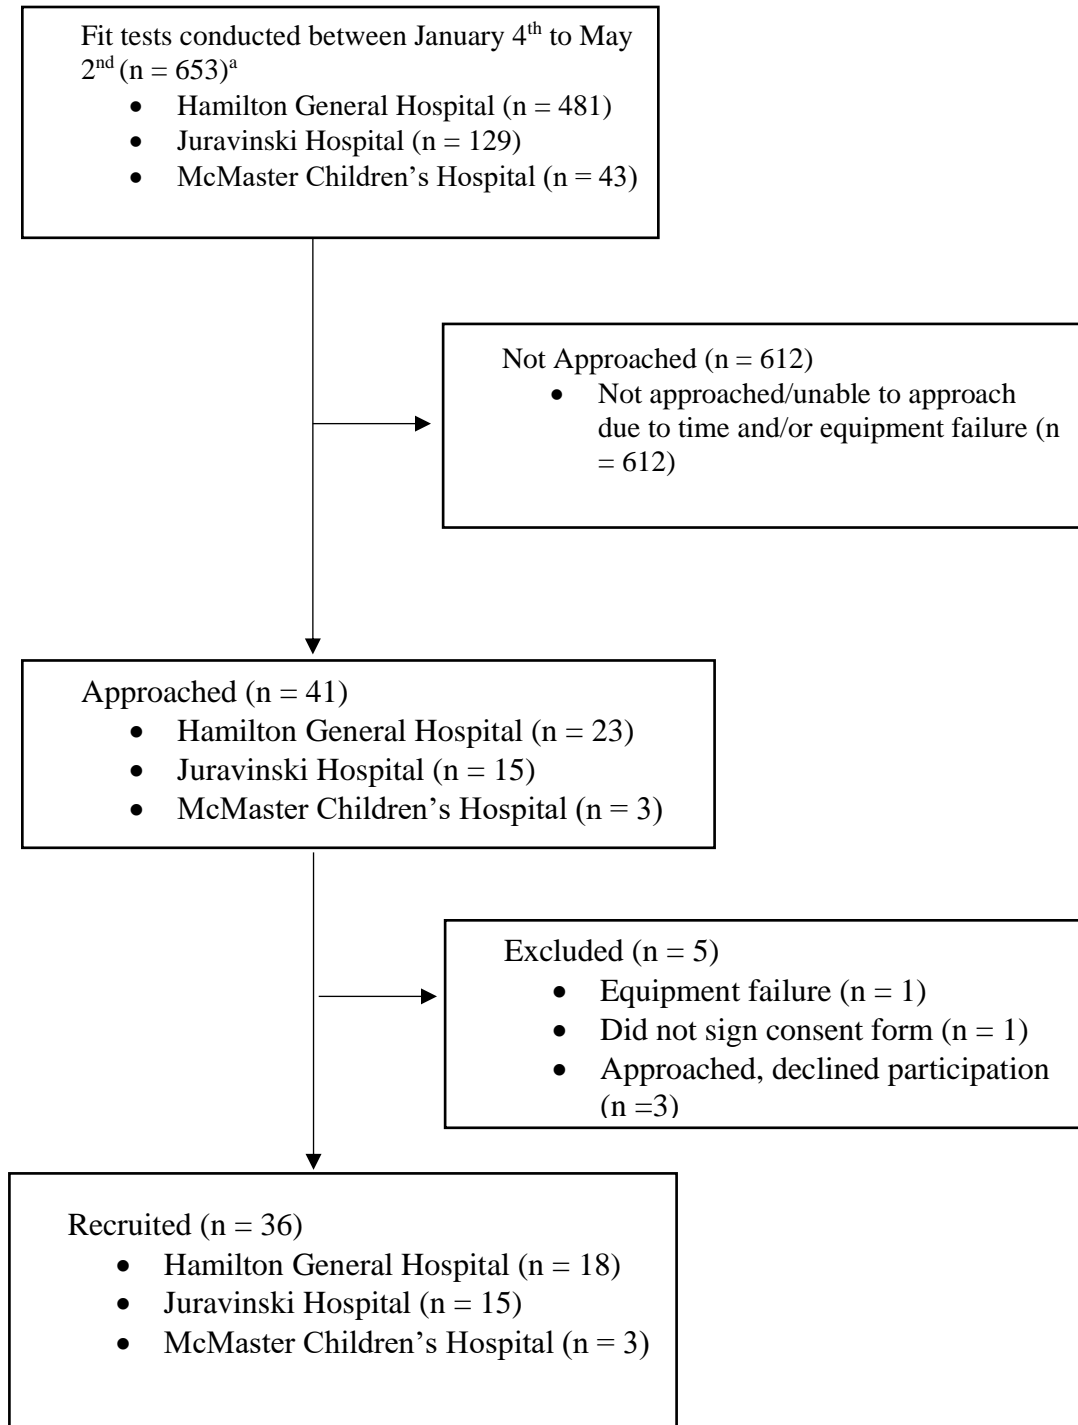 Fit tests conducted between January 4th to May
2nd (n = 653)a
• Hamilton General Hospital (n = 481)
• Juravinski Hospital (n = 129)
• McMaster Children’s Hospital (n = 43)
Not Approached (n = 612)
• Not approached/unable to approach
due to time and/or equipment failure (n
= 612)
Approached (n = 41)
• Hamilton General Hospital (n = 23)
• Juravinski Hospital (n = 15)
• McMaster Children’s Hospital (n = 3)
Excluded (n = 5)
• Equipment failure (n = 1)
• Did not sign consent form (n = 1)
• Approached, declined participation
(n =3)
Recruited (n = 36)
• Hamilton General Hospital (n = 18)
• Juravinski Hospital (n = 15)
• McMaster Children’s Hospital (n = 3)